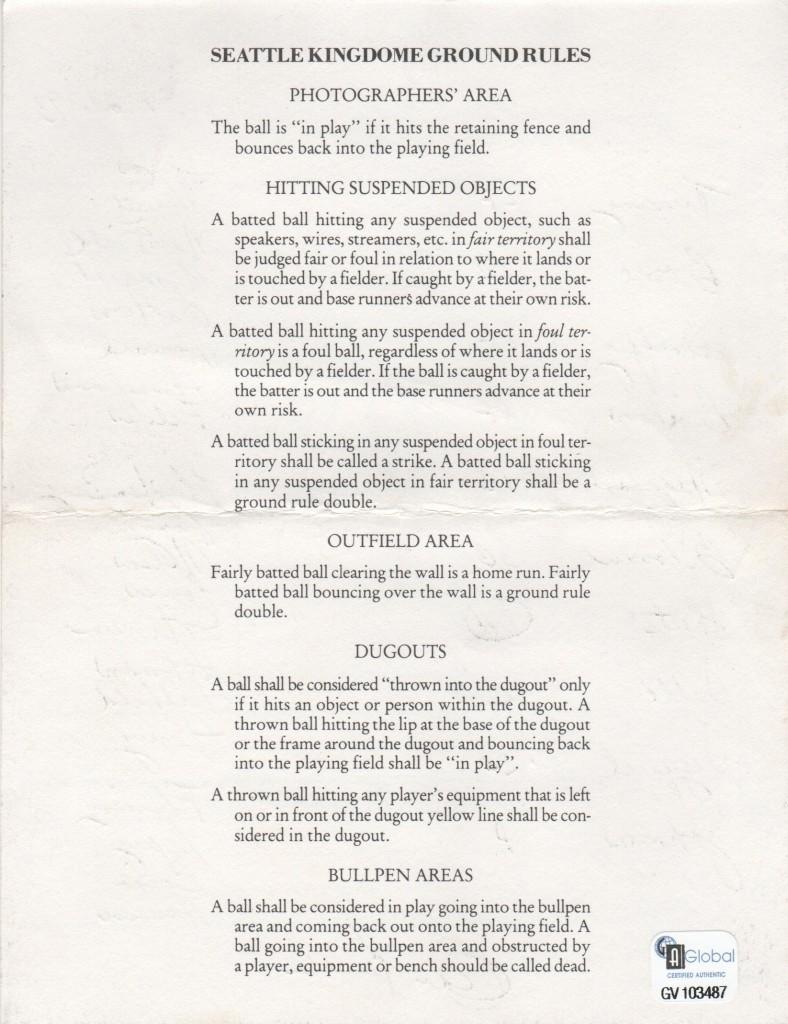 SEATTLE KINGDOME GROUND RULES
PHOTOGRAPHERS' AREA
The ball is “in play” if it hits the retaining fence and
bounces back into the playing field.
HITTING SUSPENDED OBJECTS
A batted ball hitting any suspended object, such as
speakers, wires, streamers, etc. in fair territory shall
be judged fair or foul in relation to where it lands or
is touched by a fielder. If caught by a fielder, the bat-
ter is out and base runners advance at their own risk.
A batted ball hitting any suspended object in foul ter-
ritory is a foul ball, regardless of where it lands or is
touched by a fielder. If the ball is caught by a fielder,
the batter is out and the base runners advance at their
own risk.
A batted ball sticking in any suspended object in foul ter-
ritory shall be called a strike. A batted ball sticking
in any suspended object in fair territory shall be a
ground rule double.
OUTFIELD AREA
Fairly batted ball clearing the wall is a home run. Fairly
batted ball bouncing over the wall is a ground rule
double.
DUGOUTS
A ball shall be considered “thrown into the dugout” only
if it hits an object or person within the dugout. A
thrown ball hitting the lip at the base of the dugout
or the frame around the dugout and bouncing back
into the playing field shall be “in play”.
A thrown ball hitting any player's equipment that is left
on or in front of the dugout yellow line shall be con-
sidered in the dugout.
BULLPEN AREAS
A ball shall be considered in play going into the bullpen
area and coming back out onto the playing field. A
ball going into the bullpen area and obstructed by
a player, equipment or bench should be called dead.
GA Global
CERTIFIED AUTHENTIC
GV 103487